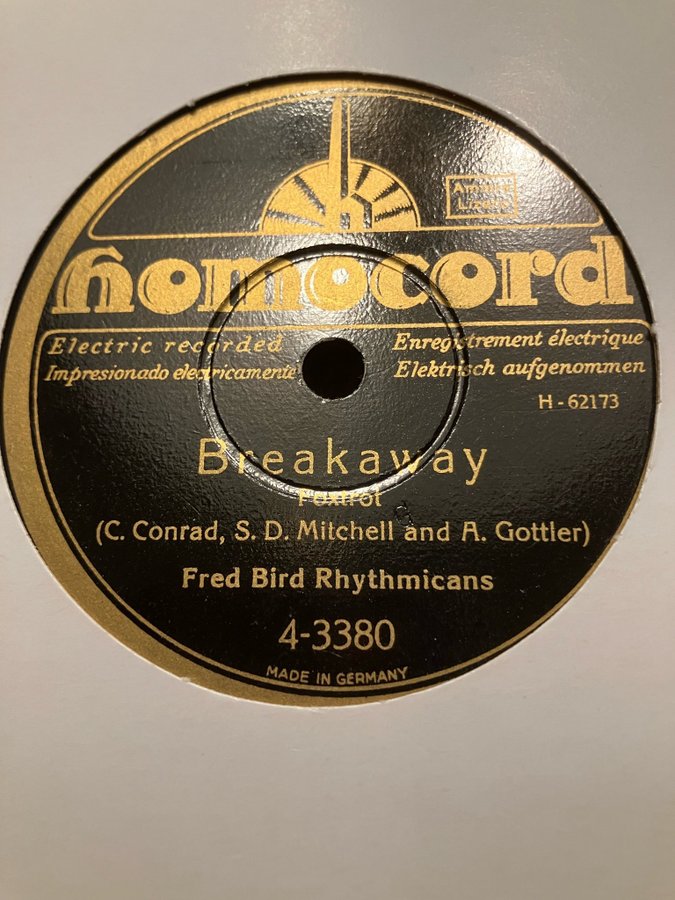 homocord
Electric recorded
Impresionado electricamente
Enregistrement électrique
Elektrisch aufgenommen
H-62173
Breakaway
Foxtrot
(C. Conrad, S. D. Mitchell and A. Gottler)
Fred Bird Rhythmicans
4-3380
MADE IN GERMANY